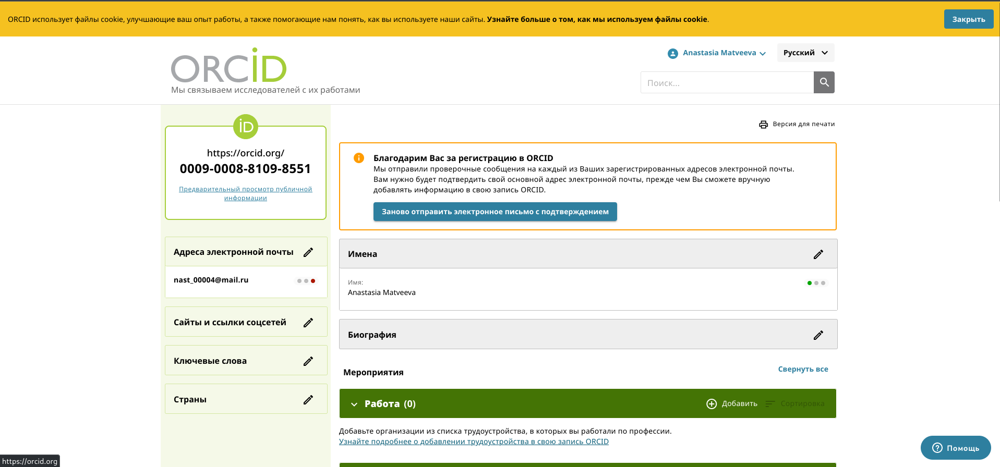 ORCID использует файлы cookie, улучшающие ваш опыт работы, а также помогающие нам понять, как вы используете наши сайты. Узнайте больше о том, как мы используем файлы cookie.
Закрыть
ORCID
Мы связываем исследователей с их работами
Anastasia Matveeva
Русский
Поиск...
iD
https://orcid.org/
0009-0008-8109-8551
Предварительный просмотр публичной
информации
Адреса электронной почты
nast_00004@mail.ru
Сайты и ссылки соцсетей
Ключевые слова
Страны
Версия для печати
Благодарим Вас за регистрацию в ORCID
Мы отправили проверочные сообщения на каждый из Ваших зарегистрированных адресов электронной почты.
Вам нужно будет подтвердить свой основной адрес электронной почты, прежде чем Вы сможете вручную
добавлять информацию в свою запись ORCID.
Заново отправить электронное письмо с подтверждением
Имена
Имя:
Anastasia Matveeva
Биография
Мероприятия
Свернуть все
Работа (0)
Добавить
Сортировка
Добавьте организации из списка трудоустройства, в которых вы работали по профессии.
Узнайте подробнее о добавлении трудоустройства в свою запись ORCID
Помощь
https://orcid.org